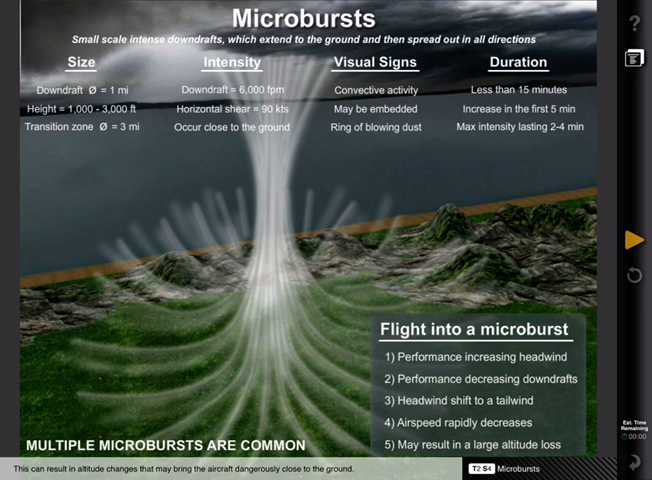 Microbursts
Small scale intense downdrafts, which extend to the ground and then spread out in all directions
Size
Downdraft Ø = 1 mi
Height = 1,000 - 3,000 ft
Transition zone Ø = 3 mi
Intensity
Downdraft = 6,000 fpm
Horizontal shear = 90 kts
Occur close to the ground
Visual Signs
Convective activity
May be embedded
Ring of blowing dust
Duration
Less than 15 minutes
Increase in the first 5 min
Max intensity lasting 2-4 min
Flight into a microburst
1) Performance increasing headwind
2) Performance decreasing downdrafts
3) Headwind shift to a tailwind
4) Airspeed rapidly decreases
5) May result in a large altitude loss
MULTIPLE MICROBURSTS ARE COMMON
This can result in altitude changes that may bring the aircraft dangerously close to the ground.
T2 S4 Microbursts
?
Est. Time
Remaining
00:00